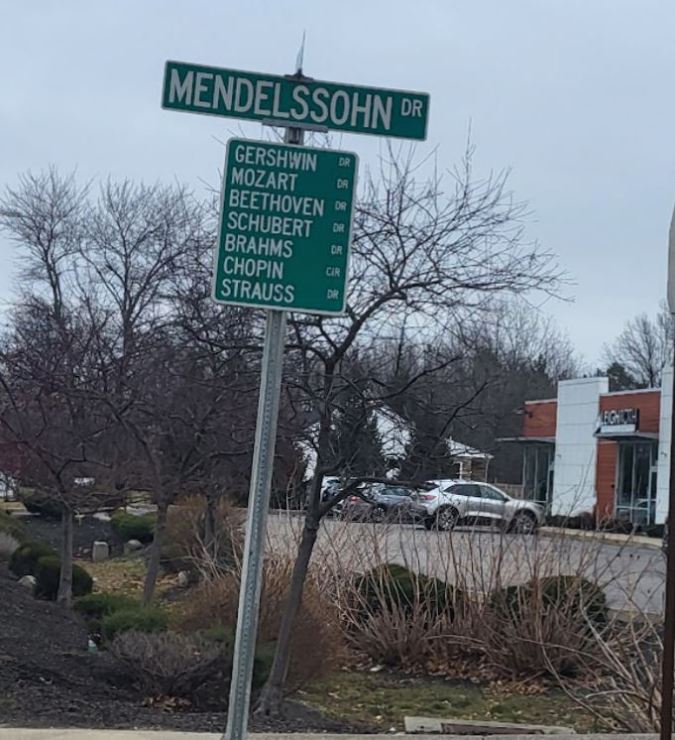 MENDELSSOHN DR
GERSHWIN DR
MOZART DR
BEETHOVEN DR
SCHUBERT DR
BRAHMS DR
CHOPIN CIR
STRAUSS DR